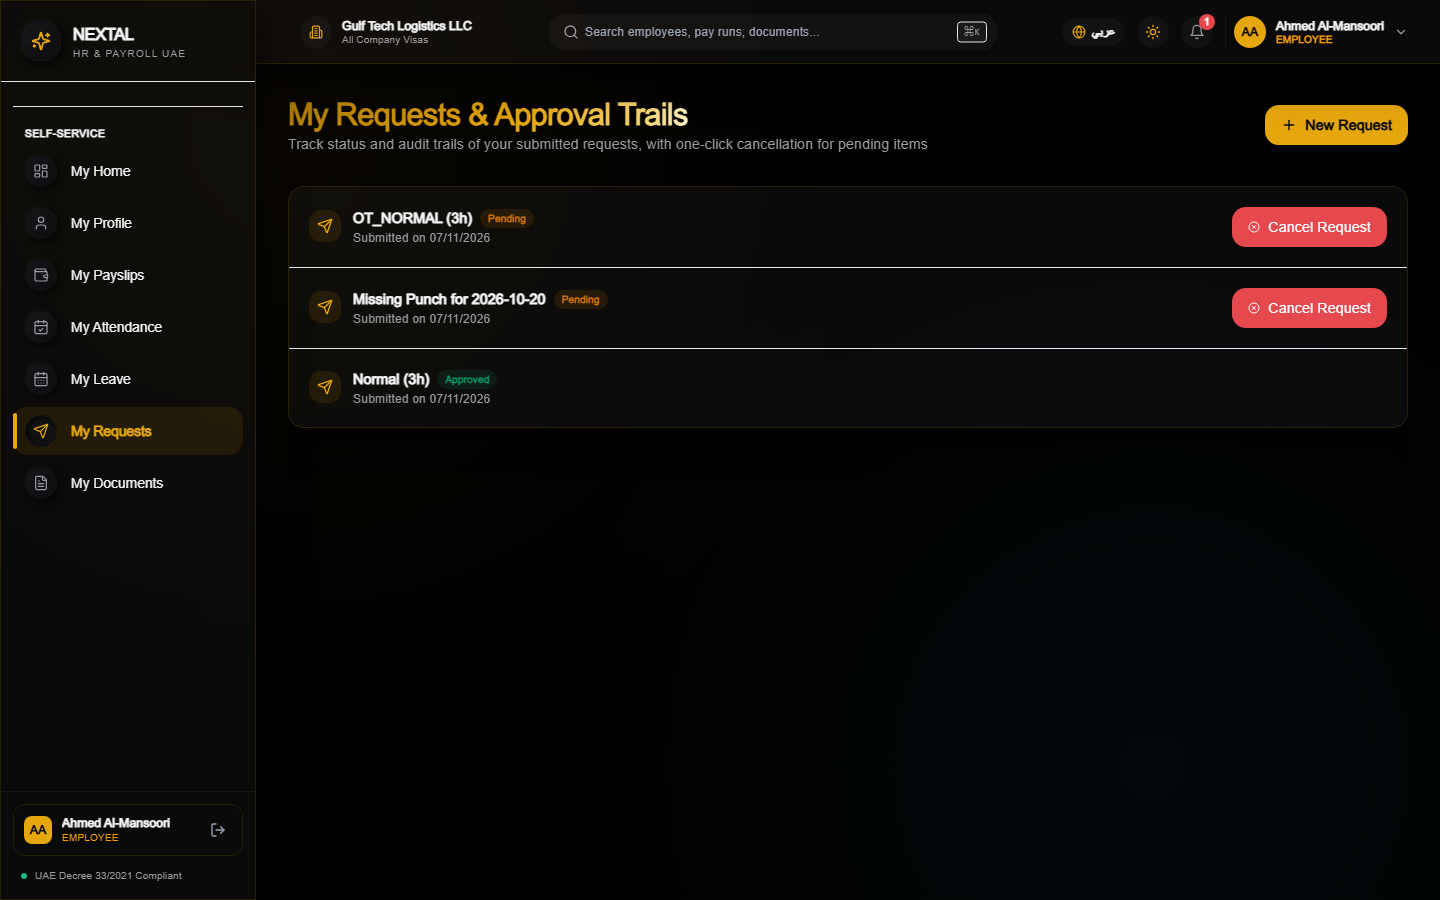 NEXTAL
HR & PAYROLL UAE
SELF-SERVICE
My Home
My Profile
My Payslips
My Attendance
My Leave
My Requests
My Documents
AA
Ahmed Al-Mansoori
EMPLOYEE
UAE Decree 33/2021 Compliant
Gulf Tech Logistics LLC
All Company Visas
Search employees, pay runs, documents...
⌘K
عربي
1
AA
Ahmed Al-Mansoori
EMPLOYEE
My Requests & Approval Trails
Track status and audit trails of your submitted requests, with one-click cancellation for pending items
New Request
OT_NORMAL (3h) Pending
Submitted on 07/11/2026
Cancel Request
Missing Punch for 2026-10-20 Pending
Submitted on 07/11/2026
Cancel Request
Normal (3h) Approved
Submitted on 07/11/2026